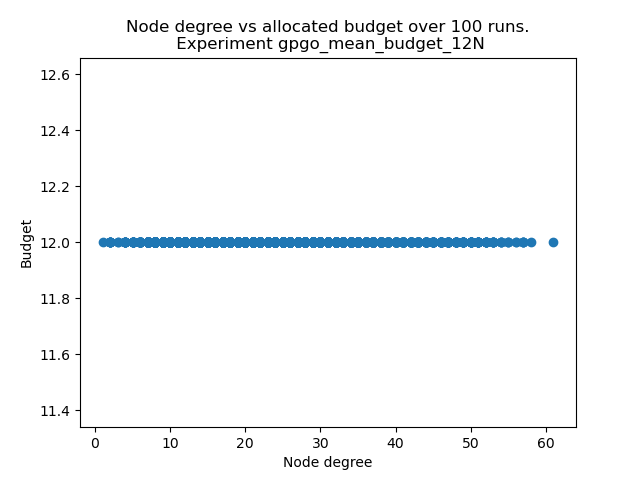 Node degree vs allocated budget over 100 runs.
Experiment gpgo_mean_budget_12N
12.6
12.4
12.2
12.0
11.8
11.6
11.4
Budget
0 10 20 30 40 50 60
Node degree